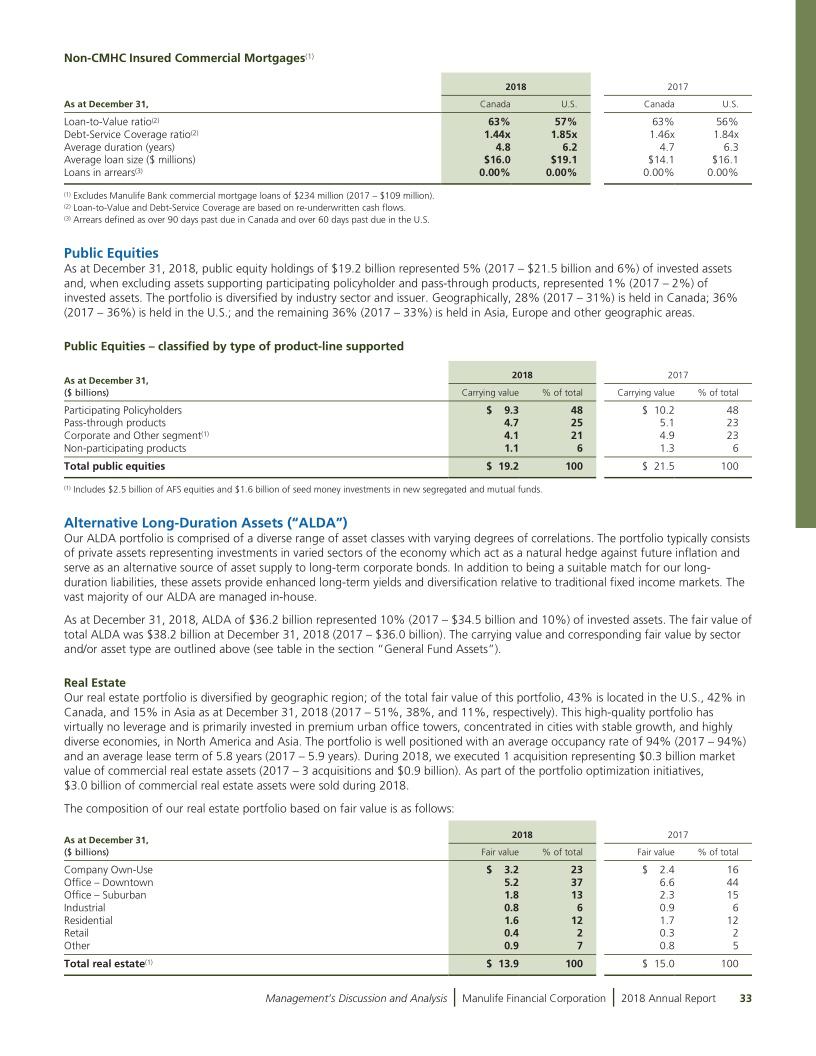 Non-CMHC Insured Commercial Mortgages(1)
2018 2017
As at December 31, Canada U.S. Canada U.S.
Loan-to-Value ratio(2) 63% 57% 63% 56%
Debt-Service Coverage ratio(2) 1.44x 1.85x 1.46x 1.84x
Average duration (years) 4.8 6.2 4.7 6.3
Average loan size ($ millions) $16.0 $19.1 $14.1 $16.1
Loans in arrears(3) 0.00% 0.00% 0.00% 0.00%
(1) Excludes Manulife Bank commercial mortgage loans of $234 million (2017 – $109 million).
(2) Loan-to-Value and Debt-Service Coverage are based on re-underwritten cash flows.
(3) Arrears defined as over 90 days past due in Canada and over 60 days past due in the U.S.
Public Equities
As at December 31, 2018, public equity holdings of $19.2 billion represented 5% (2017 – $21.5 billion and 6%) of invested assets
and, when excluding assets supporting participating policyholder and pass-through products, represented 1% (2017 – 2%) of
invested assets. The portfolio is diversified by industry sector and issuer. Geographically, 28% (2017 – 31%) is held in Canada; 36%
(2017 – 36%) is held in the U.S.; and the remaining 36% (2017 – 33%) is held in Asia, Europe and other geographic areas.
Public Equities – classified by type of product-line supported
As at December 31, 2018 2017
($ billions) Carrying value % of total Carrying value % of total
Participating Policyholders $ 9.3 48 $ 10.2 48
Pass-through products 4.7 25 5.1 23
Corporate and Other segment(1) 4.1 21 4.9 23
Non-participating products 1.1 6 1.3 6
Total public equities $ 19.2 100 $ 21.5 100
(1) Includes $2.5 billion of AFS equities and $1.6 billion of seed money investments in new segregated and mutual funds.
Alternative Long-Duration Assets (“ALDA”)
Our ALDA portfolio is comprised of a diverse range of asset classes with varying degrees of correlations. The portfolio typically consists
of private assets representing investments in varied sectors of the economy which act as a natural hedge against future inflation and
serve as an alternative source of asset supply to long-term corporate bonds. In addition to being a suitable match for our long-
duration liabilities, these assets provide enhanced long-term yields and diversification relative to traditional fixed income markets. The
vast majority of our ALDA are managed in-house.
As at December 31, 2018, ALDA of $36.2 billion represented 10% (2017 – $34.5 billion and 10%) of invested assets. The fair value of
total ALDA was $38.2 billion at December 31, 2018 (2017 – $36.0 billion). The carrying value and corresponding fair value by sector
and/or asset type are outlined above (see table in the section “General Fund Assets”).
Real Estate
Our real estate portfolio is diversified by geographic region; of the total fair value of this portfolio, 43% is located in the U.S., 42% in
Canada, and 15% in Asia as at December 31, 2018 (2017 – 51%, 38%, and 11%, respectively). This high-quality portfolio has
virtually no leverage and is primarily invested in premium urban office towers, concentrated in cities with stable growth, and highly
diverse economies, in North America and Asia. The portfolio is well positioned with an average occupancy rate of 94% (2017 – 94%)
and an average lease term of 5.8 years (2017 – 5.9 years). During 2018, we executed 1 acquisition representing $0.3 billion market
value of commercial real estate assets (2017 – 3 acquisitions and $0.9 billion). As part of the portfolio optimization initiatives,
$3.0 billion of commercial real estate assets were sold during 2018.
The composition of our real estate portfolio based on fair value is as follows:
As at December 31, 2018 2017
($ billions) Fair value % of total Fair value % of total
Company Own-Use $ 3.2 23 $ 2.4 16
Office – Downtown 5.2 37 6.6 44
Office – Suburban 1.8 13 2.3 15
Industrial 0.8 6 0.9 6
Residential 1.6 12 1.7 12
Retail 0.4 2 0.3 2
Other 0.9 7 0.8 5
Total real estate(1) $ 13.9 100 $ 15.0 100
Management’s Discussion and Analysis | Manulife Financial Corporation | 2018 Annual Report 33